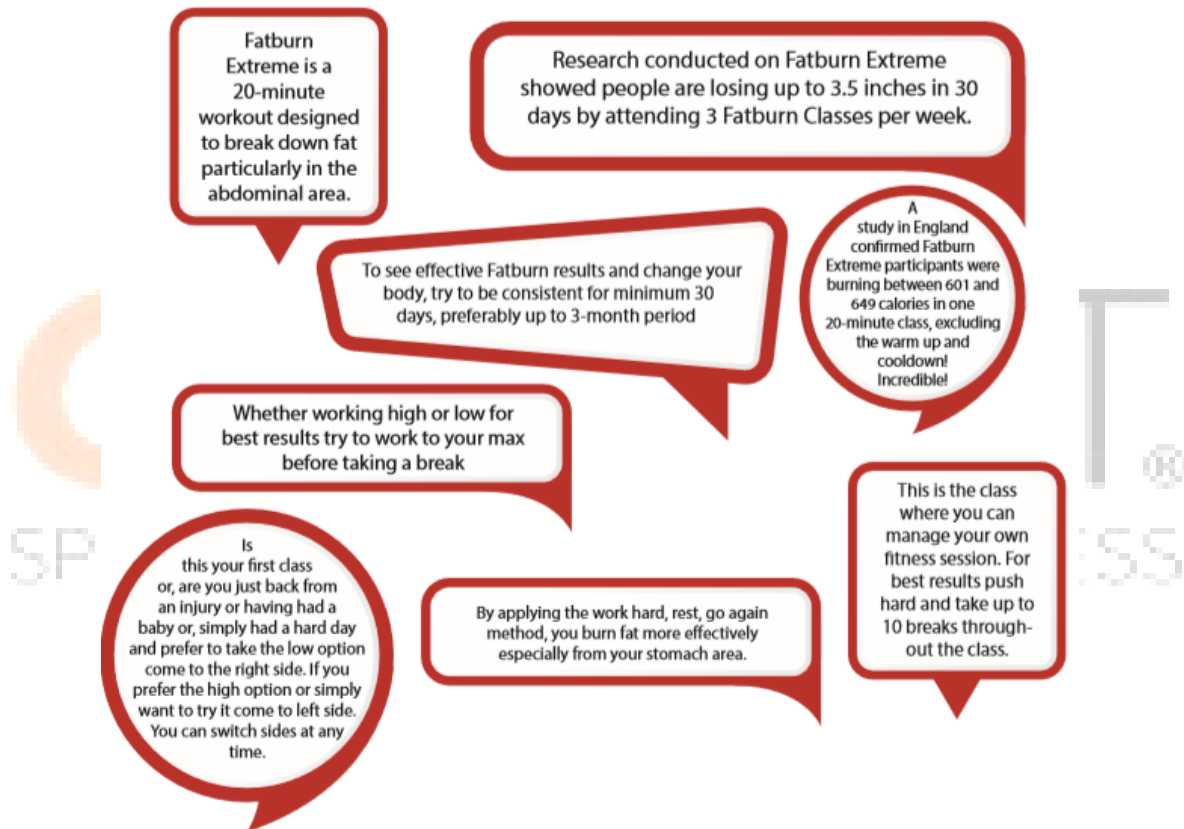 Fatburn
Extreme is a
20-minute
workout designed
to break down fat
particularly in the
abdominal area.
Research conducted on Fatburn Extreme
showed people are losing up to 3.5 inches in 30
days by attending 3 Fatburn Classes per week.
A
study in England
confirmed Fatburn
Extreme participants were
burning between 601 and
649 calories in one
20-minute class, excluding
the warm up and
cooldown!
Incredible!
To see effective Fatburn results and change your
body, try to be consistent for minimum 30
days, preferably up to 3-month period
Whether working high or low for
best results try to work to your max
before taking a break
This is the class
where you can
manage your own
fitness session. For
best results push
hard and take up to
10 breaks through-
out the class.
Is
this your first class
or, are you just back from
an injury or having had a
baby or, simply had a hard day
and prefer to take the low option
come to the right side. If you
prefer the high option or simply
want to try it come to left side.
You can switch sides at any
time.
By applying the work hard, rest, go again
method, you burn fat more effectively
especially from your stomach area.
T®
SP
ESS